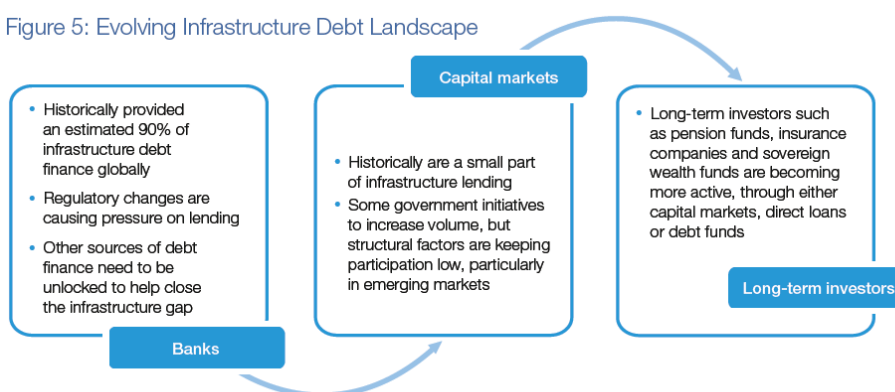 Figure 5: Evolving Infrastructure Debt Landscape
• Historically provided
an estimated 90% of
infrastructure debt
finance globally
• Regulatory changes are
causing pressure on lending
• Other sources of debt
finance need to be
unlocked to help close
the infrastructure gap
Banks
Capital markets
• Historically are a small part
of infrastructure lending
• Some government initiatives
to increase volume, but
structural factors are keeping
participation low, particularly
in emerging markets
• Long-term investors such
as pension funds, insurance
companies and sovereign
wealth funds are becoming
more active, through either
capital markets, direct loans
or debt funds
Long-term investors